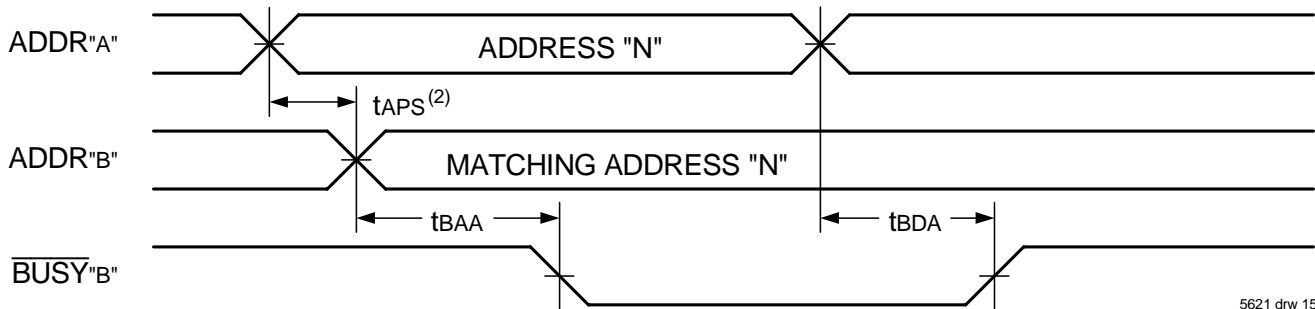 ADDR"A"
ADDRESS "N"
tAPS(2)
ADDR"B"
MATCHING ADDRESS "N"
tBAA
tBDA
BUSY"B"
5621 drw 15